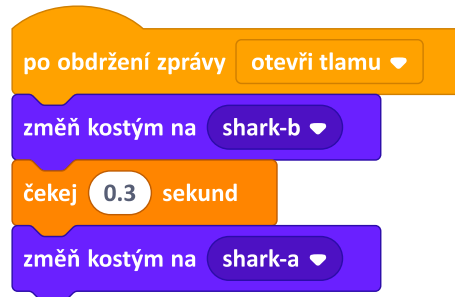 po obdržení zprávy otevři tlamu
změň kostým na shark-b
čekej 0.3 sekund
změň kostým na shark-a